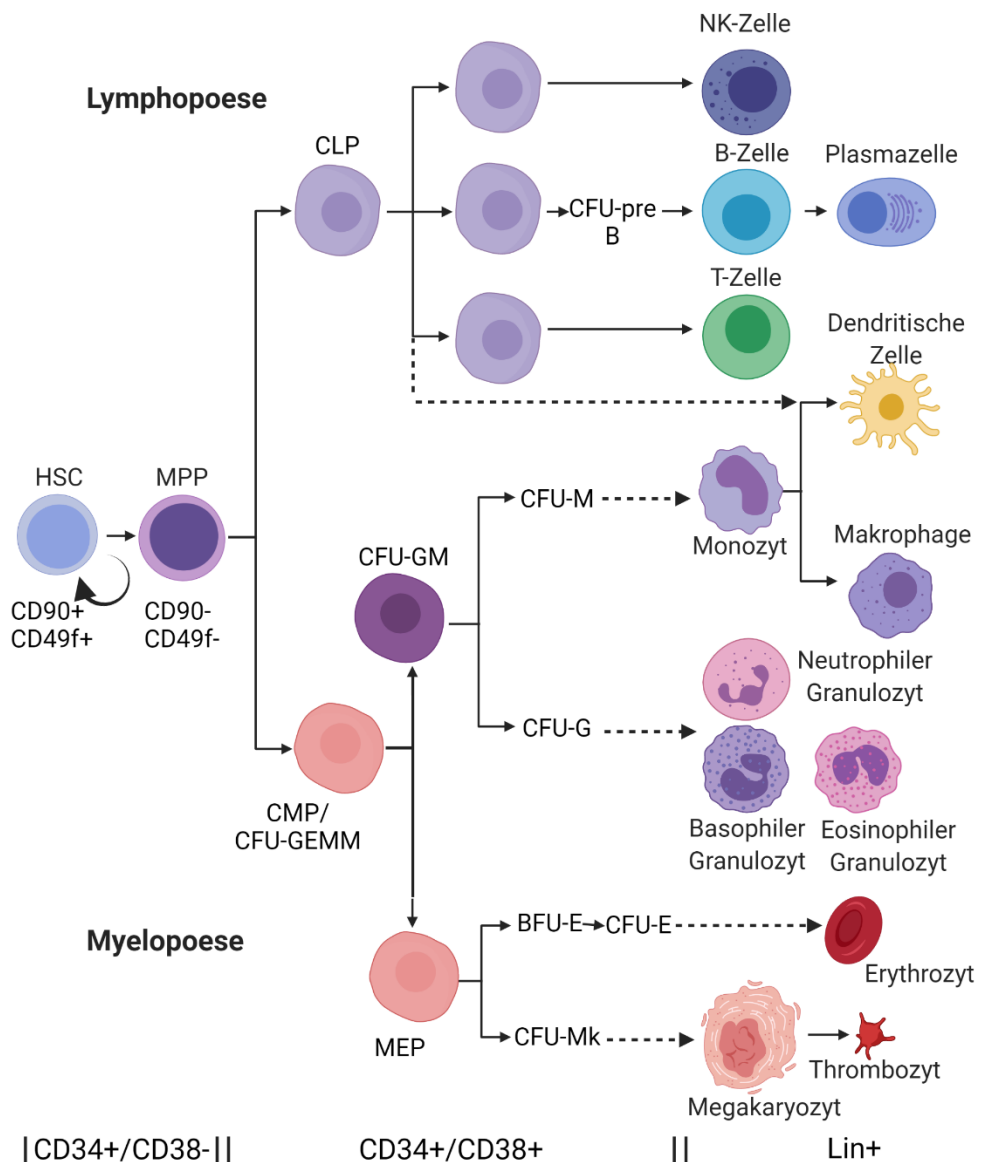 NK-Zelle
Lymphopoese
CLP
B-Zelle
Plasmazelle
CFU-pre
B
T-Zelle
Dendritische
Zelle
HSC
MPP
CFU-M
Monozyt
Makrophage
CFU-GM
CD90+
CD49f+
CD90-
CD49f-
Neutrophiler
Granulozyt
CFU-G
CMP/
CFU-GEMM
Basophiler
Granulozyt
Eosinophiler
Granulozyt
Myelopoese
BFU-E
CFU-E
Erythrozyt
MEP
CFU-Mk
Thrombozyt
Megakaryozyt
|CD34+/CD38-|| CD34+/CD38+ || Lin+